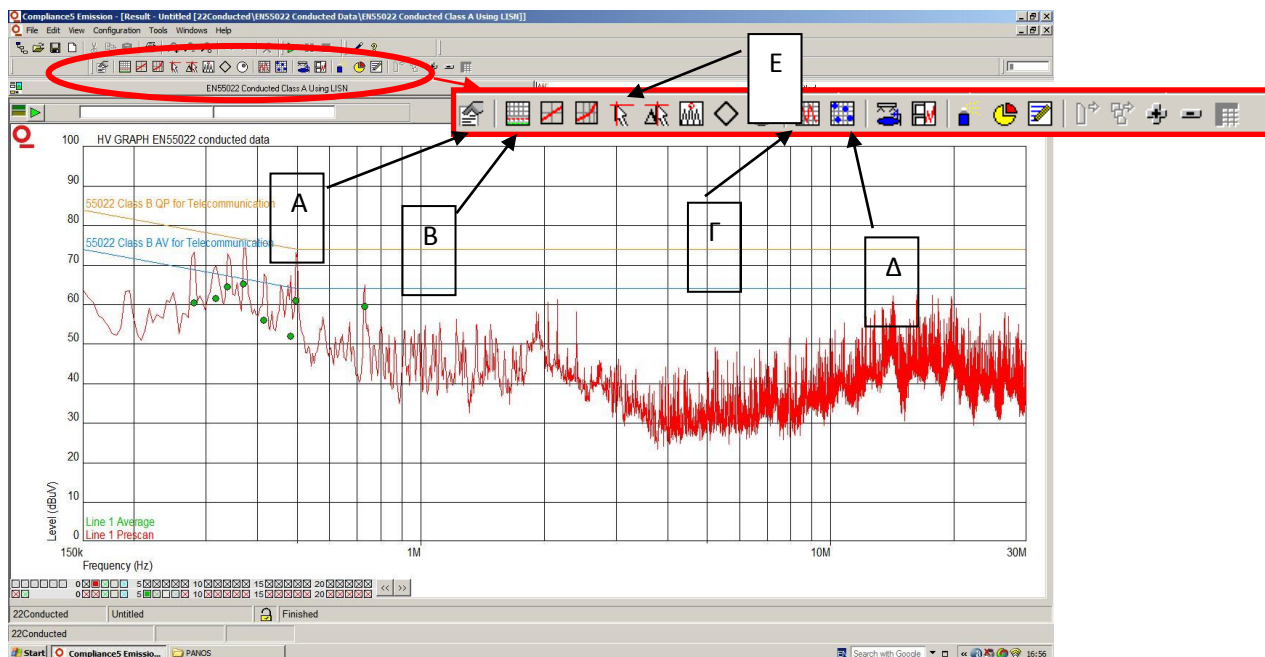 Compliance5 Emission - [Result - Untitled [22Conducted\EN55022 Conducted Data\EN55022 Conducted Class A Using LISN]]
File Edit View Configuration Tools Windows Help
EN55022 Conducted Class A Using LISN
Ε
HV GRAPH EN55022 conducted data
55022 Class B QP for Telecommunication
55022 Class B AV for Telecommunication
Α
Β
Γ
Δ
100
90
80
70
60
50
40
30
20
10
0
Level (dBuV)
Line 1 Average
Line 1 Prescan
150k 1M 10M 30M
Frequency (Hz)
0 5 10 15 20 << >>
0 5 10 15 20
22Conducted Untitled Finished
22Conducted
Start Compliance5 Emissio... PANOS Search with Google « 16:56